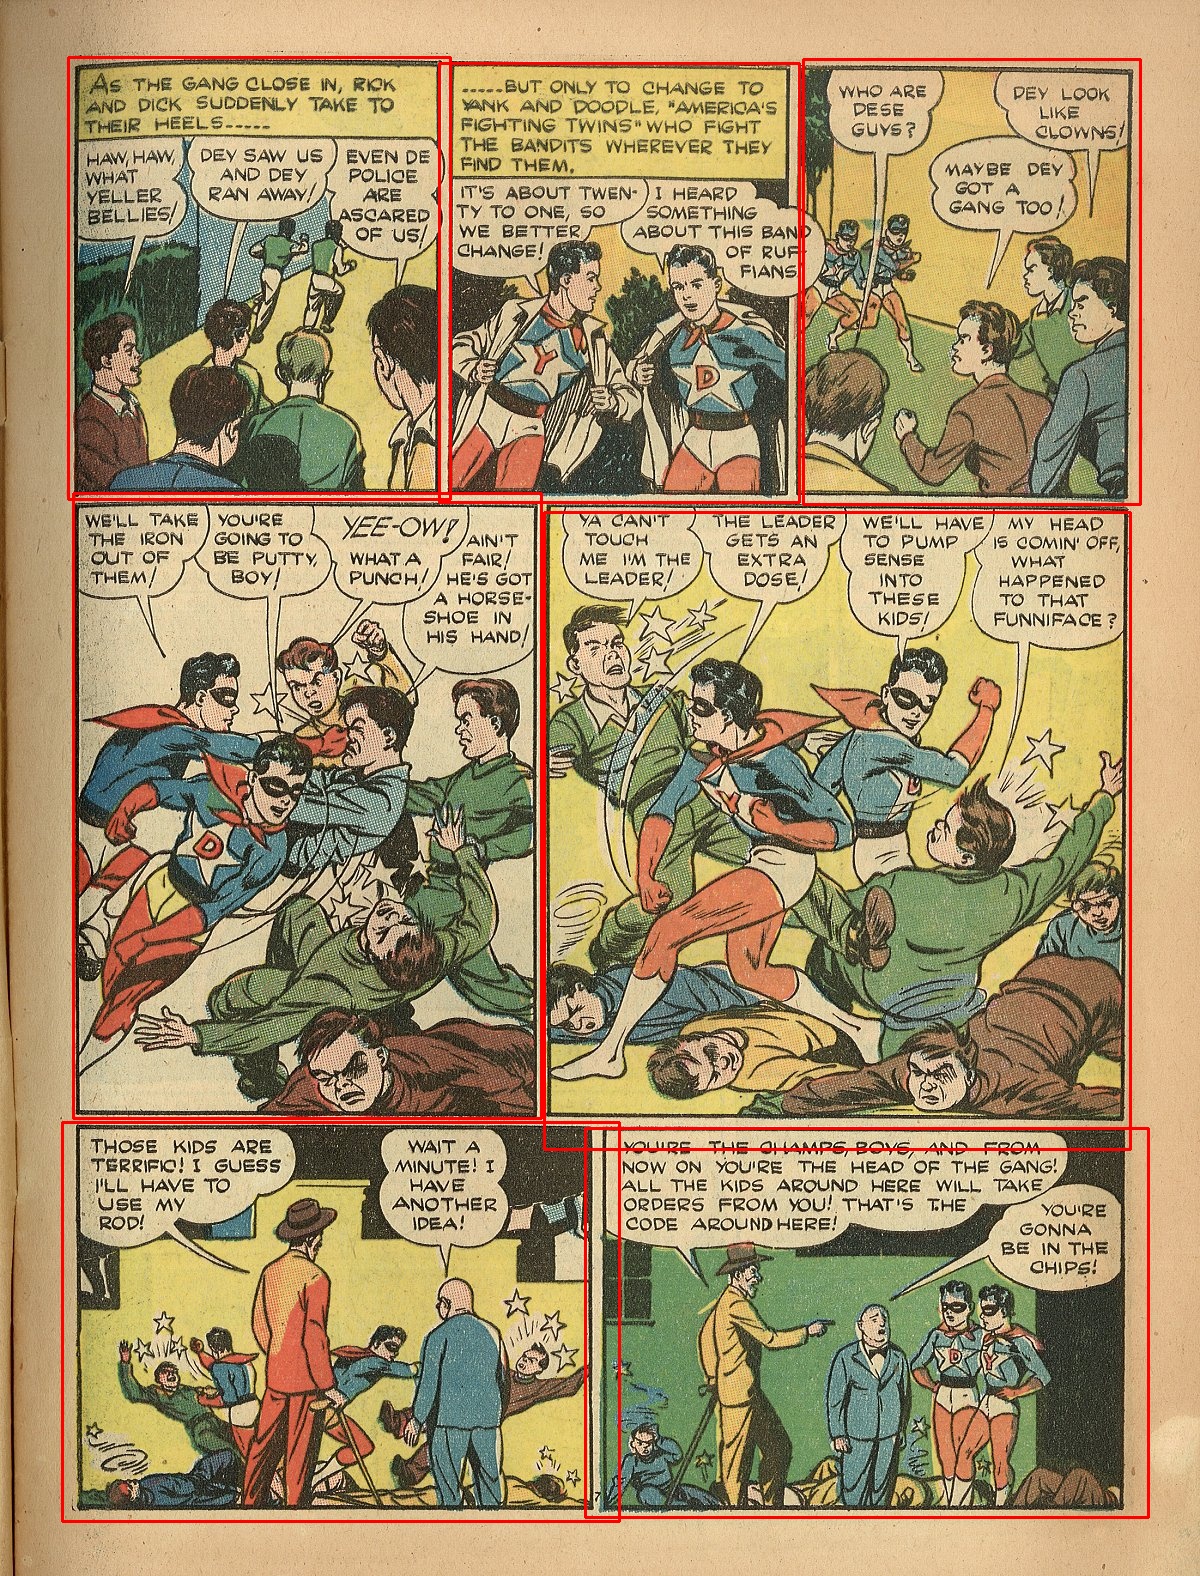 AS THE GANG CLOSE IN, RICK
AND DICK SUDDENLY TAKE TO
THEIR HEELS-----
HAW, HAW,
WHAT
YELLER
BELLIES!
DEY SAW US
AND DEY
RAN AWAY!
EVEN DE
POLICE
ARE
ASCARED
OF US!
-----BUT ONLY TO CHANGE TO
YANK AND DOODLE, "AMERICA'S
FIGHTING TWINS" WHO FIGHT
THE BANDITS WHEREVER THEY
FIND THEM.
IT'S ABOUT TWEN-
TY TO ONE, SO
WE BETTER
CHANGE!
I HEARD
SOMETHING
ABOUT THIS BAND
OF RUF-
FIANS
Y
D
WHO ARE
DESE
GUYS?
DEY LOOK
LIKE
CLOWNS!
MAYBE DEY
GOT A
GANG TOO!
WE'LL TAKE
THE IRON
OUT OF
THEM!
YOU'RE
GOING TO
BE PUTTY,
BOY!
YEE-OW!
WHAT A
PUNCH!
AIN'T
FAIR!
HE'S GOT
A HORSE-
SHOE IN
HIS HAND!
D
YA CAN'T
TOUCH
ME I'M THE
LEADER!
THE LEADER
GETS AN
EXTRA
DOSE!
WE'LL HAVE
TO PUMP
SENSE
INTO
THESE
KIDS!
MY HEAD
IS COMIN' OFF,
WHAT
HAPPENED
TO THAT
FUNNIFACE?
Y
D
THOSE KIDS ARE
TERRIFIC! I GUESS
I'LL HAVE TO
USE MY
ROD!
WAIT A
MINUTE! I
HAVE
ANOTHER
IDEA!
YOU'RE THE CHAMPS, BOYS, AND FROM
NOW ON YOU'RE THE HEAD OF THE GANG!
ALL THE KIDS AROUND HERE WILL TAKE
ORDERS FROM YOU! THAT'S THE
CODE AROUND HERE!
YOU'RE
GONNA
BE IN THE
CHIPS!
D
Y